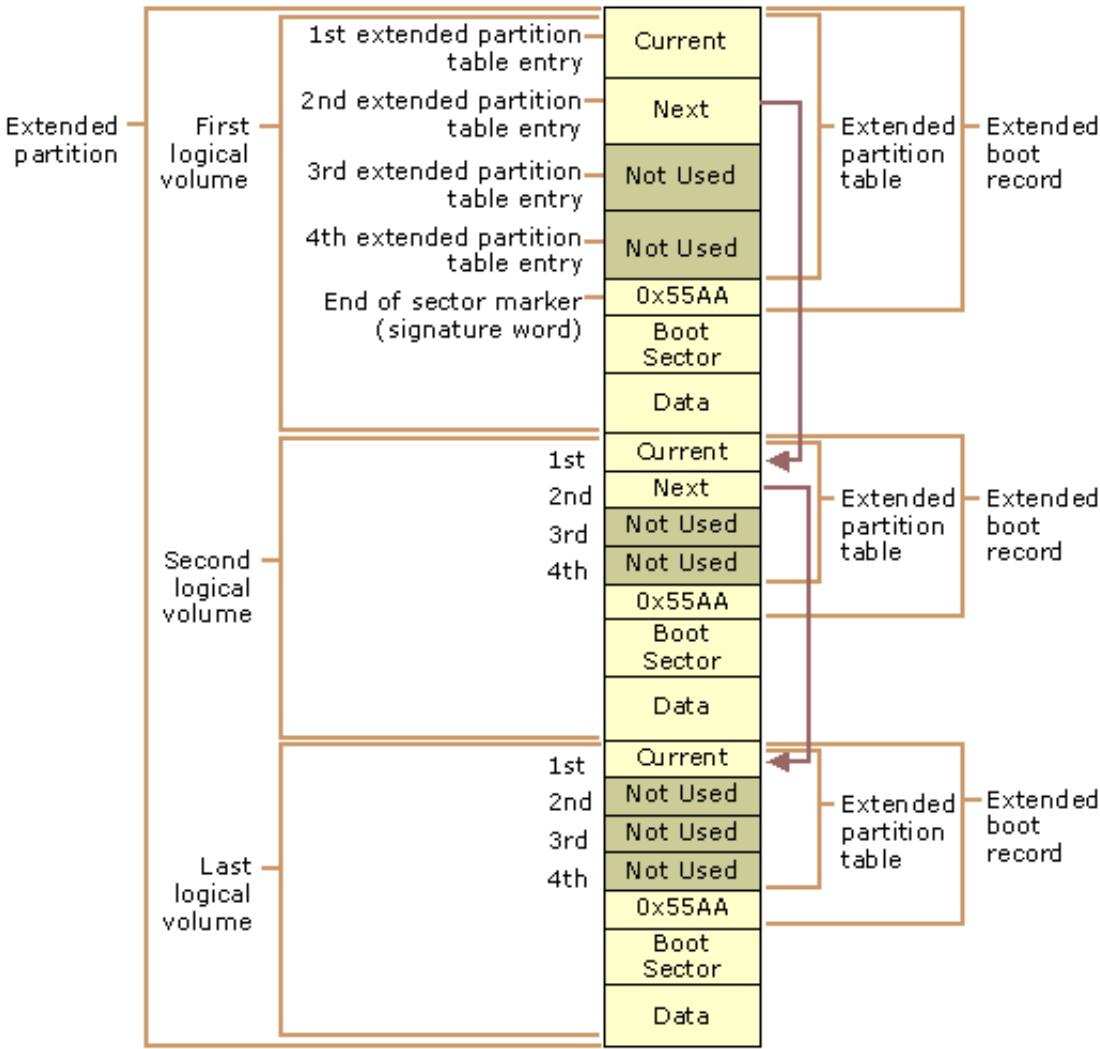 1st extended partition
table entry
Current
2nd extended partition
table entry
Next
Extended
partition
First
logical
volume
Extended
partition
table
Extended
boot
record
3rd extended partition
table entry
Not Used
4th extended partition
table entry
Not Used
End of sector marker
(signature word)
0x55AA
Boot
Sector
Data
1st
Current
2nd
Next
3rd
Not Used
4th
Not Used
Extended
partition
table
Extended
boot
record
Second
logical
volume
0x55AA
Boot
Sector
Data
1st
Current
2nd
Not Used
3rd
Not Used
4th
Not Used
Extended
partition
table
Extended
boot
record
Last
logical
volume
0x55AA
Boot
Sector
Data